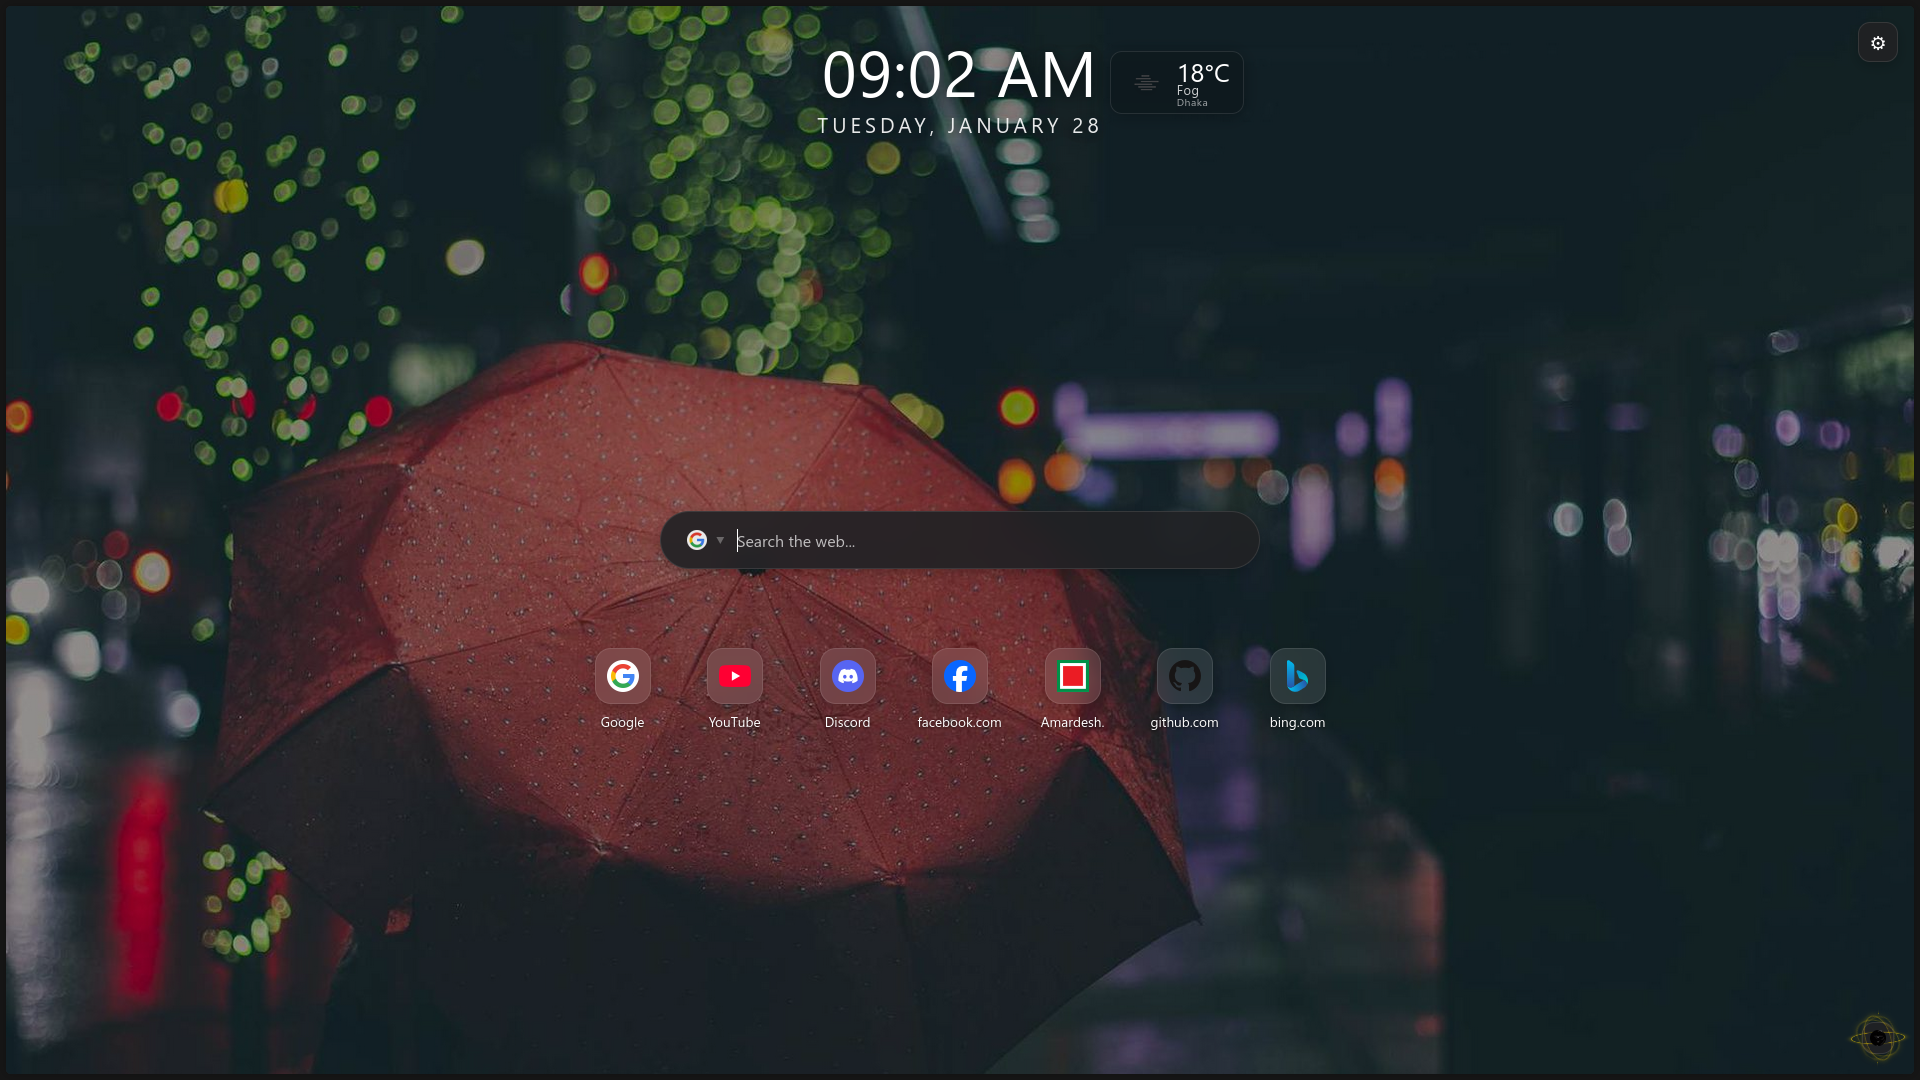 09:02 AM
TUESDAY, JANUARY 28
18°C
Fog
Dhaka
Search the web...
Google
YouTube
Discord
facebook.com
Amardesh.
github.com
bing.com